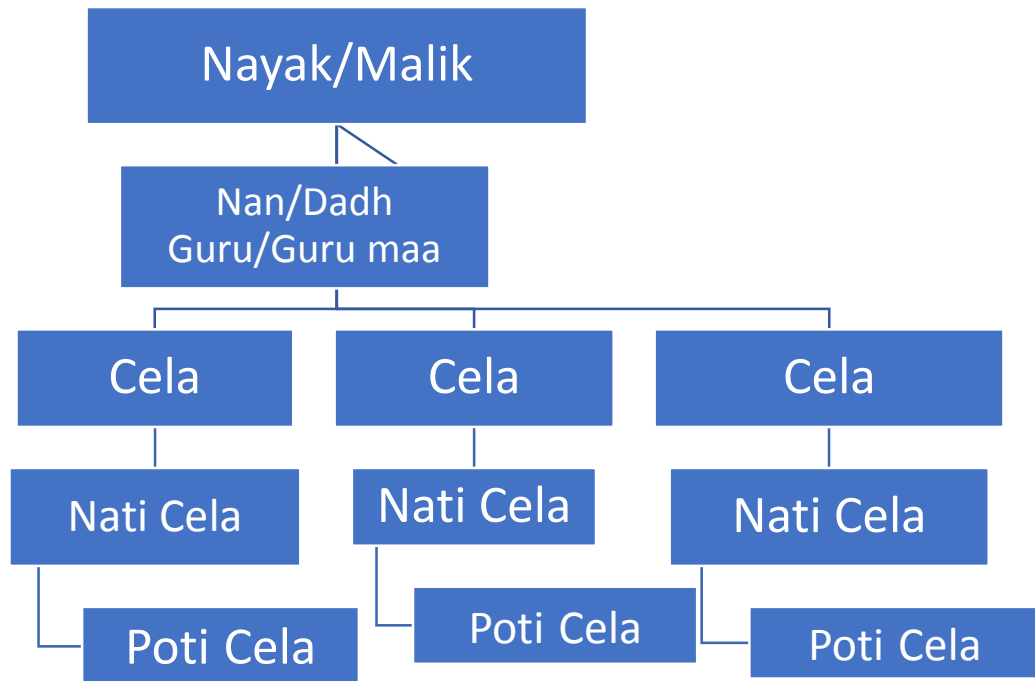 Nayak/Malik
Nan/Dadh
Guru/Guru maa
Cela
Cela
Cela
Nati Cela
Nati Cela
Nati Cela
Poti Cela
Poti Cela
Poti Cela